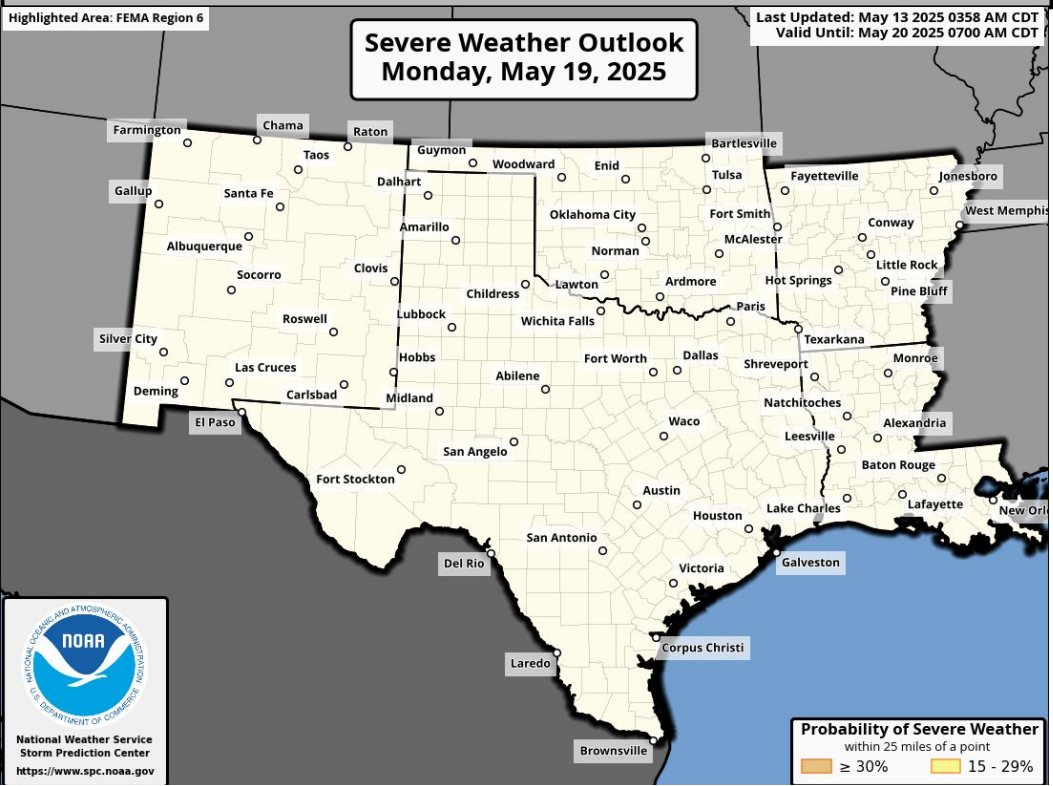 Highlighted Area: FEMA Region 6
Severe Weather Outlook
Monday, May 19, 2025
Last Updated: May 13 2025 0358 AM CDT
Valid Until: May 20 2025 0700 AM CDT
Farmington
Chama
Raton
Taos
Guymon
Woodward
Enid
Bartlesville
Tulsa
Fayetteville
Jonesboro
Gallup
Santa Fe
Dalhart
Oklahoma City
Fort Smith
Conway
West Memphis
Albuquerque
Amarillo
Norman
McAlester
Little Rock
Socorro
Clovis
Childress
Lawton
Ardmore
Hot Springs
Pine Bluff
Roswell
Lubbock
Wichita Falls
Paris
Texarkana
Silver City
Las Cruces
Hobbs
Fort Worth
Dallas
Shreveport
Monroe
Deming
Carlsbad
Midland
Abilene
Natchitoches
El Paso
Waco
Leesville
Alexandria
San Angelo
Fort Stockton
Baton Rouge
Austin
Houston
Lake Charles
Lafayette
New Orl
San Antonio
Del Rio
Galveston
Victoria
Laredo
Corpus Christi
Brownsville
NATIONAL OCEANIC AND ATMOSPHERIC ADMINISTRATION
NOAA
U.S. DEPARTMENT OF COMMERCE
National Weather Service
Storm Prediction Center
https://www.spc.noaa.gov
Probability of Severe Weather
within 25 miles of a point
≥ 30%
15 - 29%